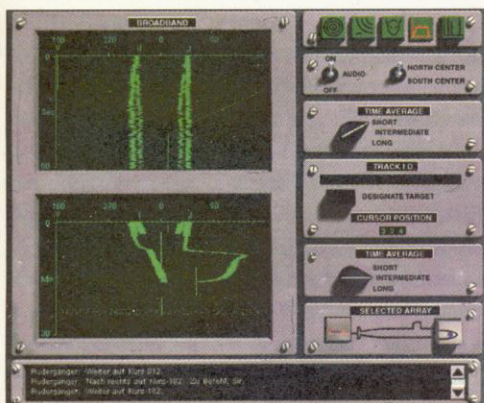 BROADBAND
ON
AUDIO
OFF
NORTH CENTER
SOUTH CENTER
TIME AVERAGE
SHORT
INTERMEDIATE
LONG
TRACK I D
DESIGNATE TARGET
CURSOR POSITION
TIME AVERAGE
SHORT
INTERMEDIATE
LONG
SELECTED ARRAY
Rudergänger: Weiter auf Kurs 012.
Rudergänger: Nach rechts auf Kurs-102. Zu Befehl, Sir.
Rudergänger: Weiter auf Kurs-102.